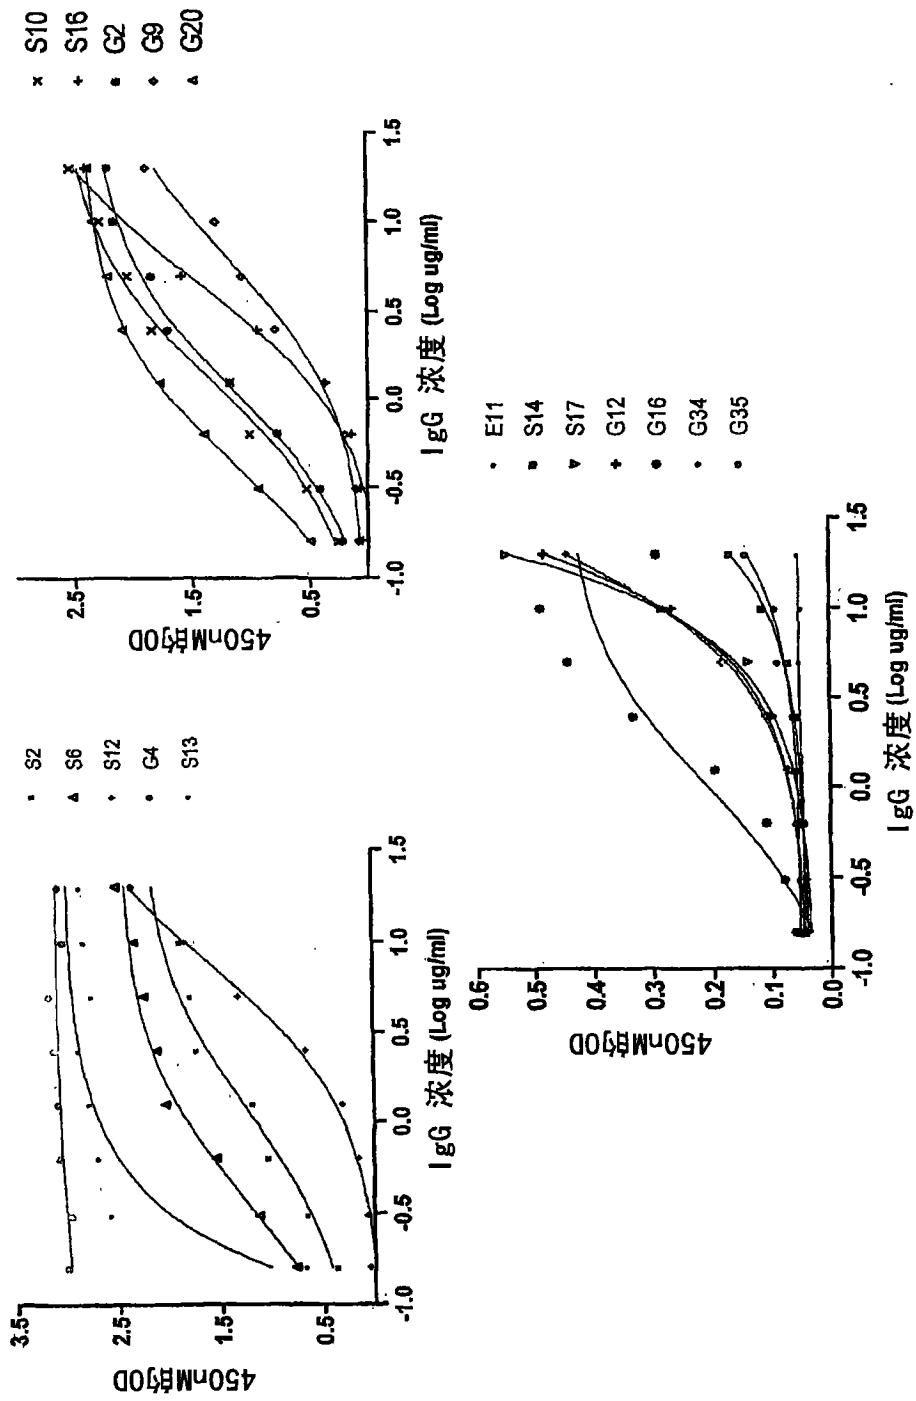 3.5
2.5
1.5
0.5
-1.0
-0.5
0.0
0.5
1.0
1.5
450nM的OD
IgG 浓度 (Log ug/ml)
S2
S6
S12
G4
S13
2.5
1.5
0.5
-1.0
-0.5
0.0
0.5
1.0
1.5
450nM的OD
IgG 浓度 (Log ug/ml)
S10
S16
G2
G9
G20
0.6
0.5
0.4
0.3
0.2
0.1
0.0
-1.0
-0.5
0.0
0.5
1.0
1.5
450nM的OD
IgG 浓度 (Log ug/ml)
E11
S14
S17
G12
G16
G34
G35